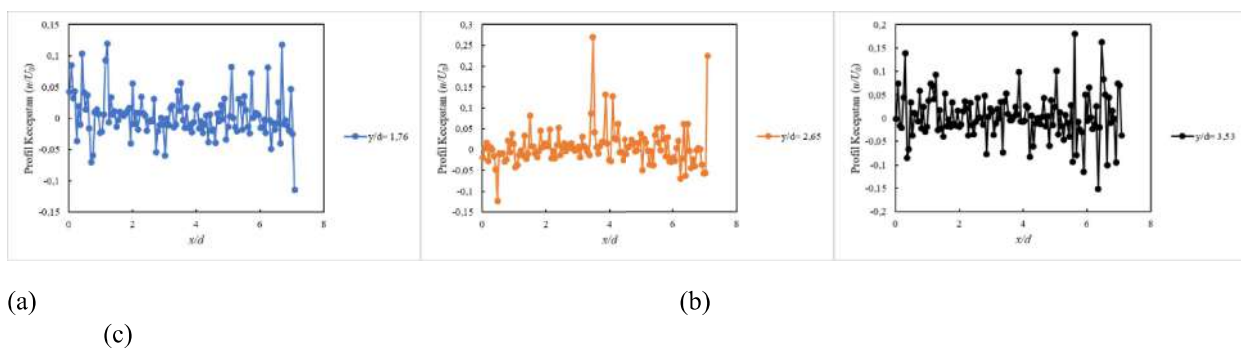 Profil Kecepatan (u/U₀)
0,15
0,1
0,05
0
-0,05
-0,1
-0,15
0 2 4 6 8
x/d
y/d= 1,76
Profil Kecepatan (u/U₀)
0,3
0,25
0,2
0,15
0,1
0,05
0
-0,05
-0,1
-0,15
0 2 4 6 8
x/d
y/d= 2,65
Profil Kecepatan (u/U₀)
0,2
0,15
0,1
0,05
0
-0,05
-0,1
-0,15
-0,2
0 2 4 6 8
x/d
y/d= 3,53
(a) (b)
(c)